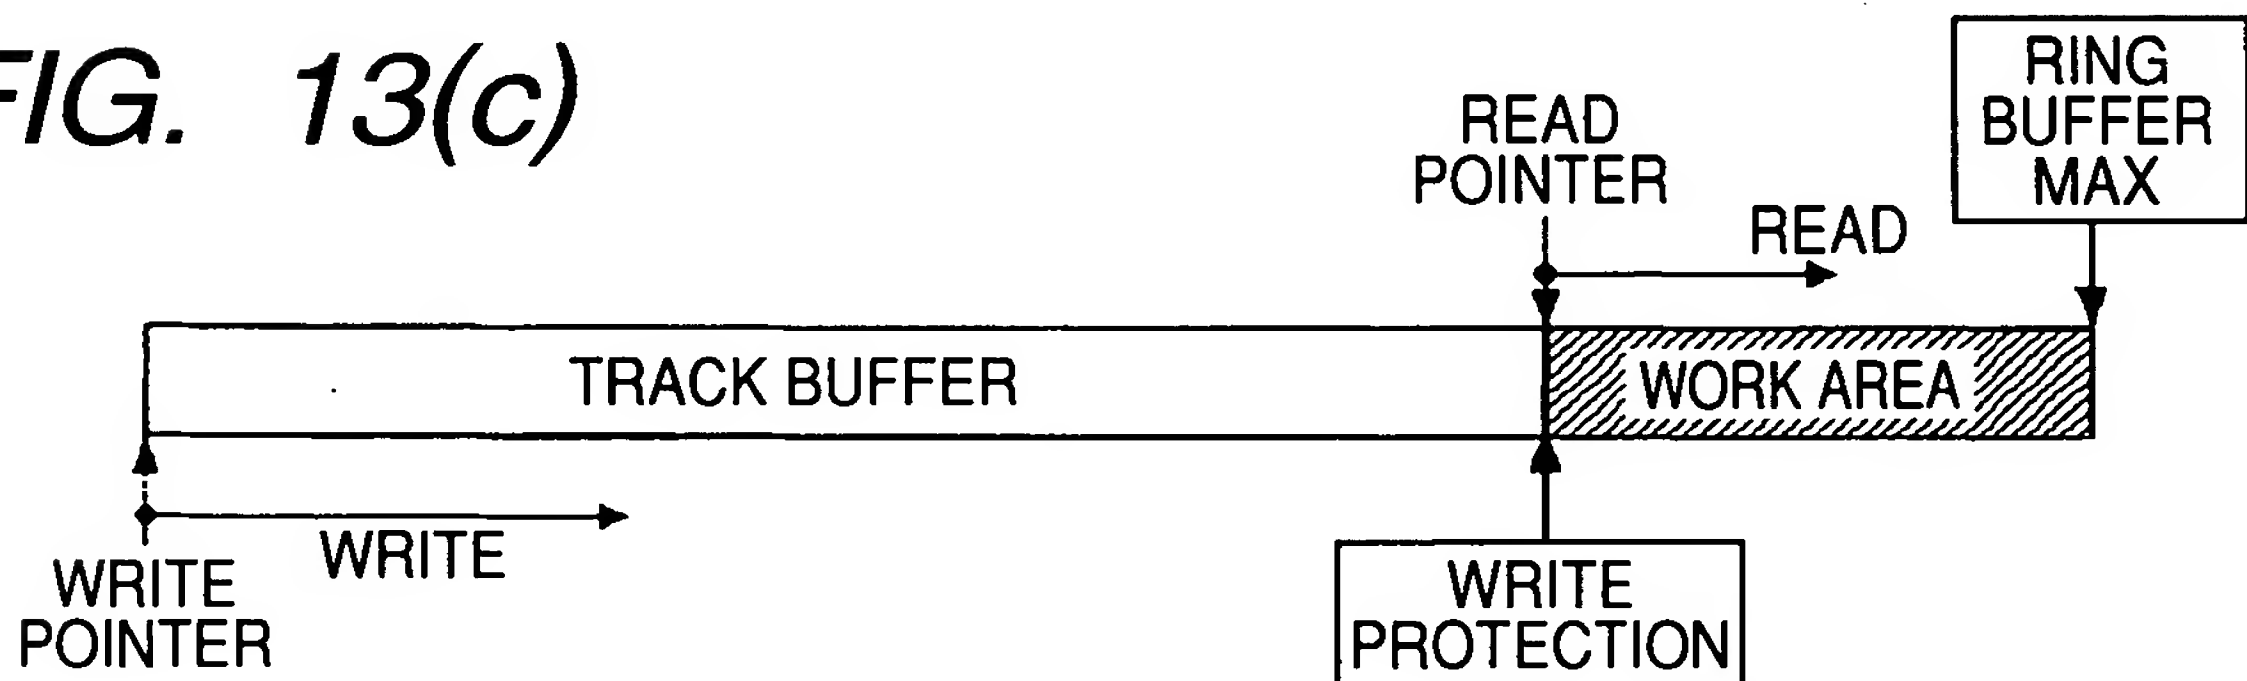 FIG. 13(c)
RING
BUFFER
MAX
READ
POINTER
READ
TRACK BUFFER
WORK AREA
WRITE
WRITE
POINTER
WRITE
PROTECTION